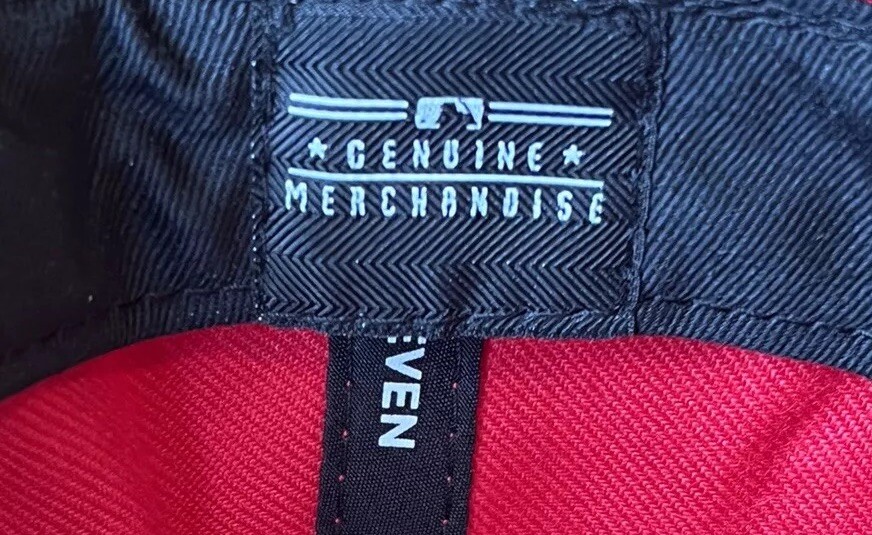 ★ GENUINE ★
MERCHANDISE
EVEN